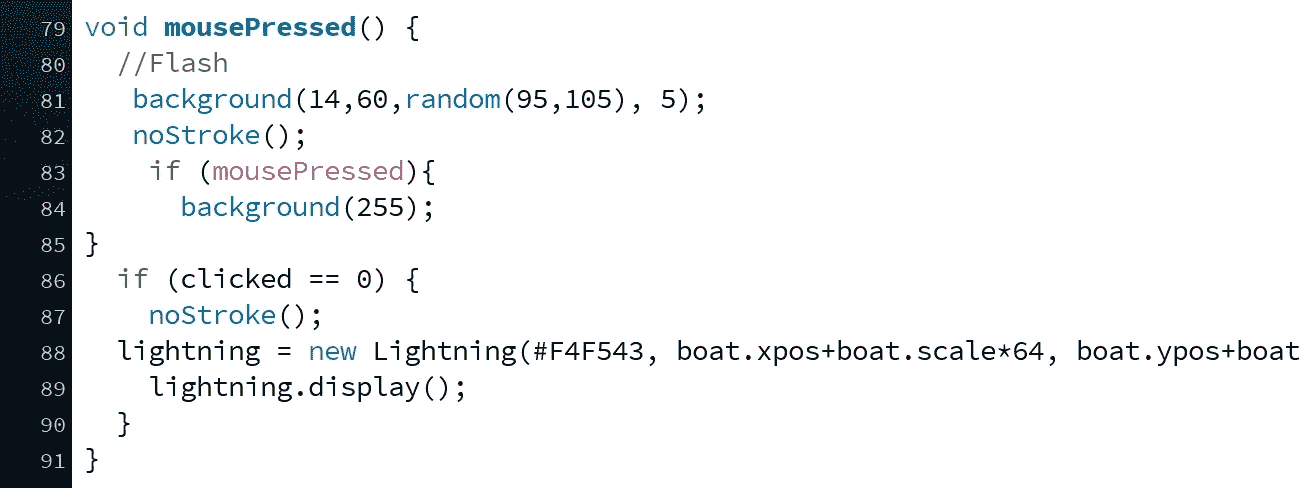 79 void mousePressed() {
80   //Flash
81    background(14,60,random(95,105), 5);
82    noStroke();
83     if (mousePressed){
84       background(255);
85 }
86   if (clicked == 0) {
87     noStroke();
88   lightning = new Lightning(#F4F543, boat.xpos+boat.scale*64, boat.ypos+boat
89     lightning.display();
90   }
91 }